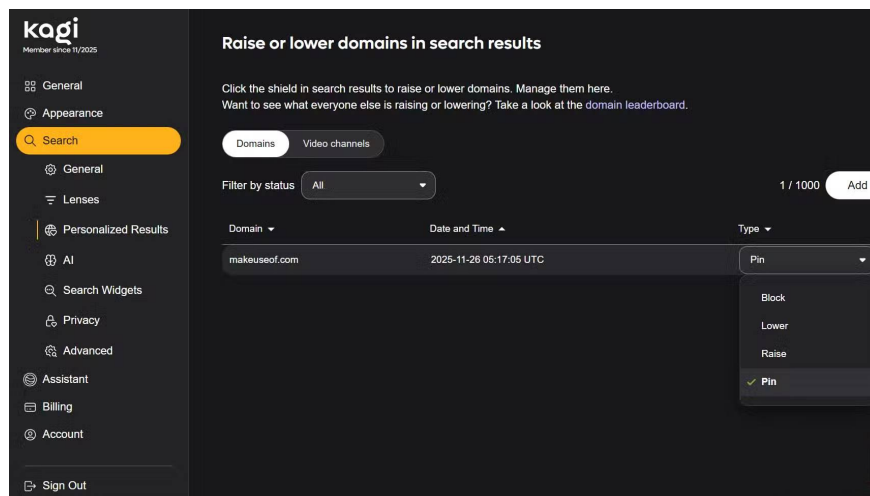 kagi
Member since 11/2025
General
Appearance
Search
General
Lenses
Personalized Results
AI
Search Widgets
Privacy
Advanced
Assistant
Billing
Account
Sign Out
Raise or lower domains in search results
Click the shield in search results to raise or lower domains. Manage them here.
Want to see what everyone else is raising or lowering? Take a look at the domain leaderboard.
Domains Video channels
Filter by status All 1 / 1000 Add
Domain Date and Time Type
makeuseof.com 2025-11-26 05:17:05 UTC Pin
Block
Lower
Raise
Pin